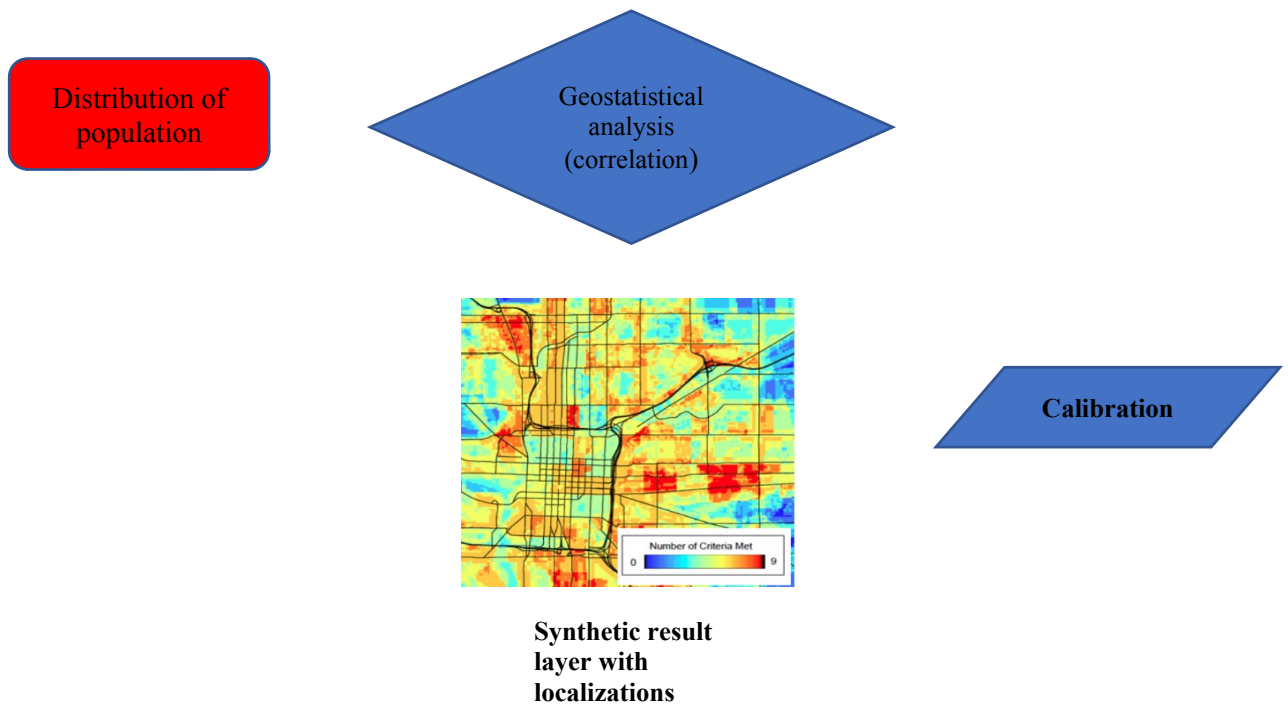 Distribution of
population
Geostatistical
analysis
(correlation)
Number of Criteria Met
0
9
Calibration
Synthetic result
layer with
localizations